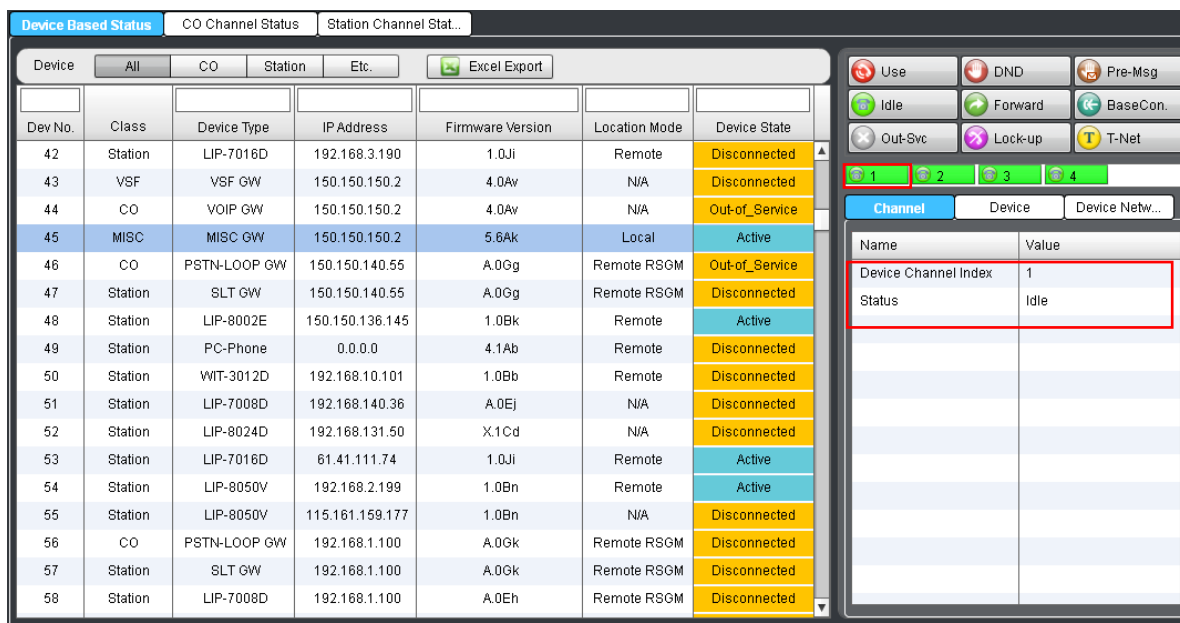 Device Based Status CO Channel Status Station Channel Stat...
Device All CO Station Etc. Excel Export
Use DND Pre-Msg
Idle Forward BaseCon.
Out-Svc Lock-up T T-Net
1 2 3 4
Channel Device Device Netw...
Name Value
Device Channel Index 1
Status Idle
Dev No. Class Device Type IP Address Firmware Version Location Mode Device State
42 Station LIP-7016D 192.168.3.190 1.0Ji Remote Disconnected
43 VSF VSF GW 150.150.150.2 4.0Av N/A Disconnected
44 CO VOIP GW 150.150.150.2 4.0Av N/A Out-of_Service
45 MISC MISC GW 150.150.150.2 5.6Ak Local Active
46 CO PSTN-LOOP GW 150.150.140.55 A.0Gg Remote RSGM Out-of_Service
47 Station SLT GW 150.150.140.55 A.0Gg Remote RSGM Disconnected
48 Station LIP-8002E 150.150.136.145 1.0Bk Remote Active
49 Station PC-Phone 0.0.0.0 4.1Ab Remote Disconnected
50 Station WIT-3012D 192.168.10.101 1.0Bb Remote Disconnected
51 Station LIP-7008D 192.168.140.36 A.0Ej N/A Disconnected
52 Station LIP-8024D 192.168.131.50 X.1Cd N/A Disconnected
53 Station LIP-7016D 61.41.111.74 1.0Ji Remote Active
54 Station LIP-8050V 192.168.2.199 1.0Bn Remote Active
55 Station LIP-8050V 115.161.159.177 1.0Bn N/A Disconnected
56 CO PSTN-LOOP GW 192.168.1.100 A.0Gk Remote RSGM Disconnected
57 Station SLT GW 192.168.1.100 A.0Gk Remote RSGM Disconnected
58 Station LIP-7008D 192.168.1.100 A.0Eh Remote RSGM Disconnected